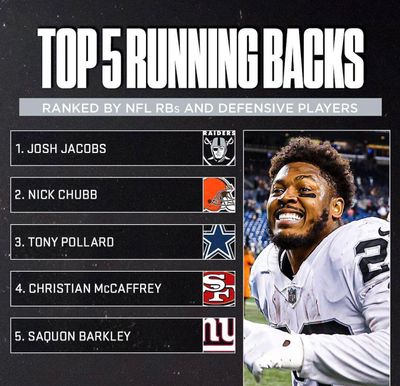 TOP 5 RUNNING BACKS
RANKED BY NFL RBs AND DEFENSIVE PLAYERS
1. JOSH JACOBS
RAIDERS
2. NICK CHUBB
3. TONY POLLARD
4. CHRISTIAN McCAFFREY
SF
5. SAQUON BARKLEY
ny